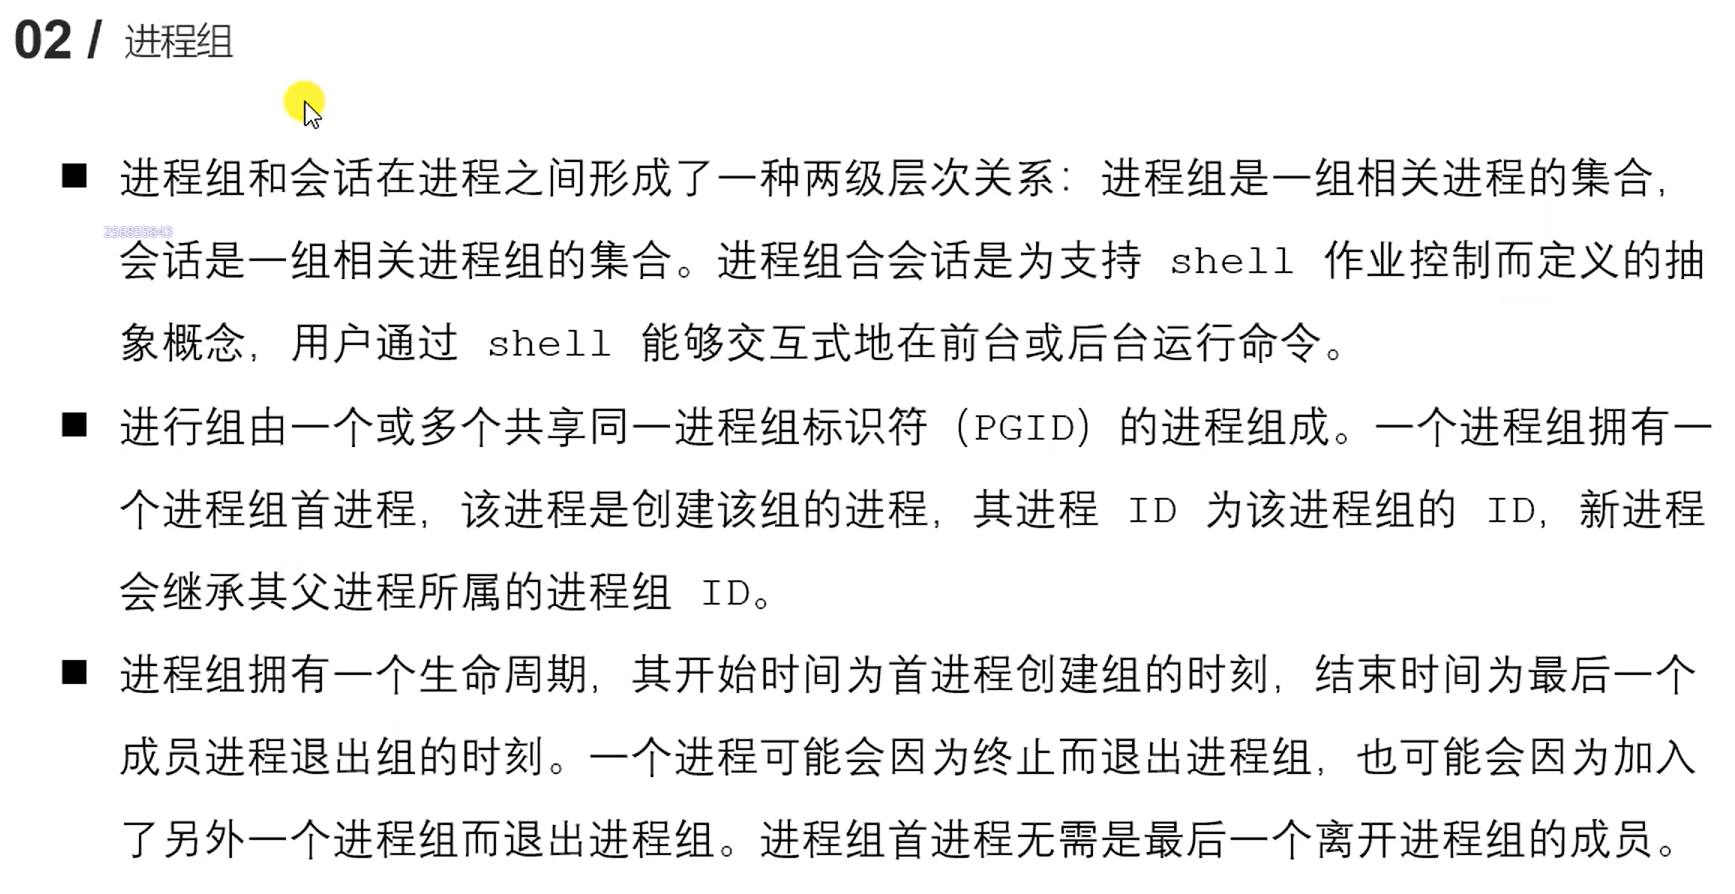 02 / 进程组
■ 进程组和会话在进程之间形成了一种两级层次关系：进程组是一组相关进程的集合，
256855843
会话是一组相关进程组的集合。进程组合会话是为支持 shell 作业控制而定义的抽
象概念，用户通过 shell 能够交互式地在前台或后台运行命令。
■ 进行组由一个或多个共享同一进程组标识符（PGID）的进程组成。一个进程组拥有一
个进程组首进程，该进程是创建该组的进程，其进程 ID 为该进程组的 ID，新进程
会继承其父进程所属的进程组 ID。
■ 进程组拥有一个生命周期，其开始时间为首进程创建组的时刻，结束时间为最后一个
成员进程退出组的时刻。一个进程可能会因为终止而退出进程组，也可能会因为加入
了另外一个进程组而退出进程组。进程组首进程无需是最后一个离开进程组的成员。